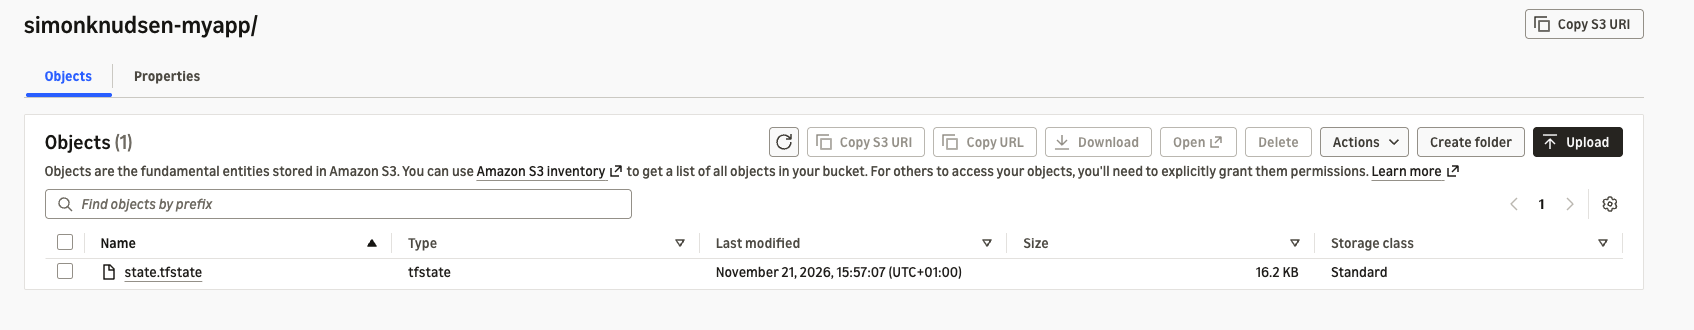 simonknudsen-myapp/
Copy S3 URI
Objects
Properties
Objects (1)
Copy S3 URI
Copy URL
Download
Open
Delete
Actions
Create folder
Upload
Objects are the fundamental entities stored in Amazon S3. You can use Amazon S3 inventory to get a list of all objects in your bucket. For others to access your objects, you'll need to explicitly grant them permissions. Learn more
Find objects by prefix
1
Name
Type
Last modified
Size
Storage class
state.tfstate
tfstate
November 21, 2026, 15:57:07 (UTC+01:00)
16.2 KB
Standard